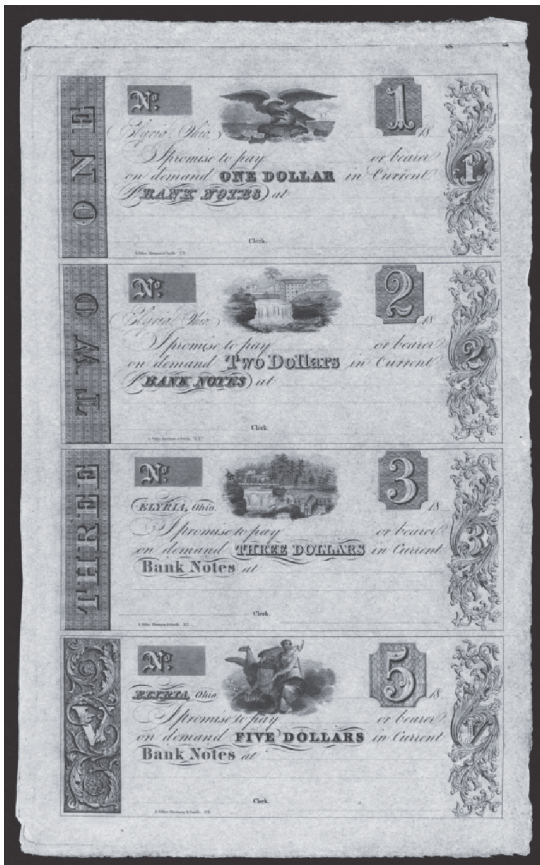 ONE
No.
1
Elyria, Ohio, 18
I promise to pay or bearer
on demand ONE DOLLAR in Current
BANK NOTES) at
1
Clerk.
TWO
No.
2
Elyria, Ohio, 18
I promise to pay or bearer
on demand Two Dollars in Current
BANK NOTES) at
2
Clerk.
THREE
No.
3
ELYRIA, Ohio. 18
I promise to pay or bearer
on demand THREE DOLLARS in Current
Bank Notes at
3
Clerk.
No.
5
ELYRIA, Ohio 18
I promise to pay or bearer
on demand FIVE DOLLARS in Current
Bank Notes at
V
Clerk.